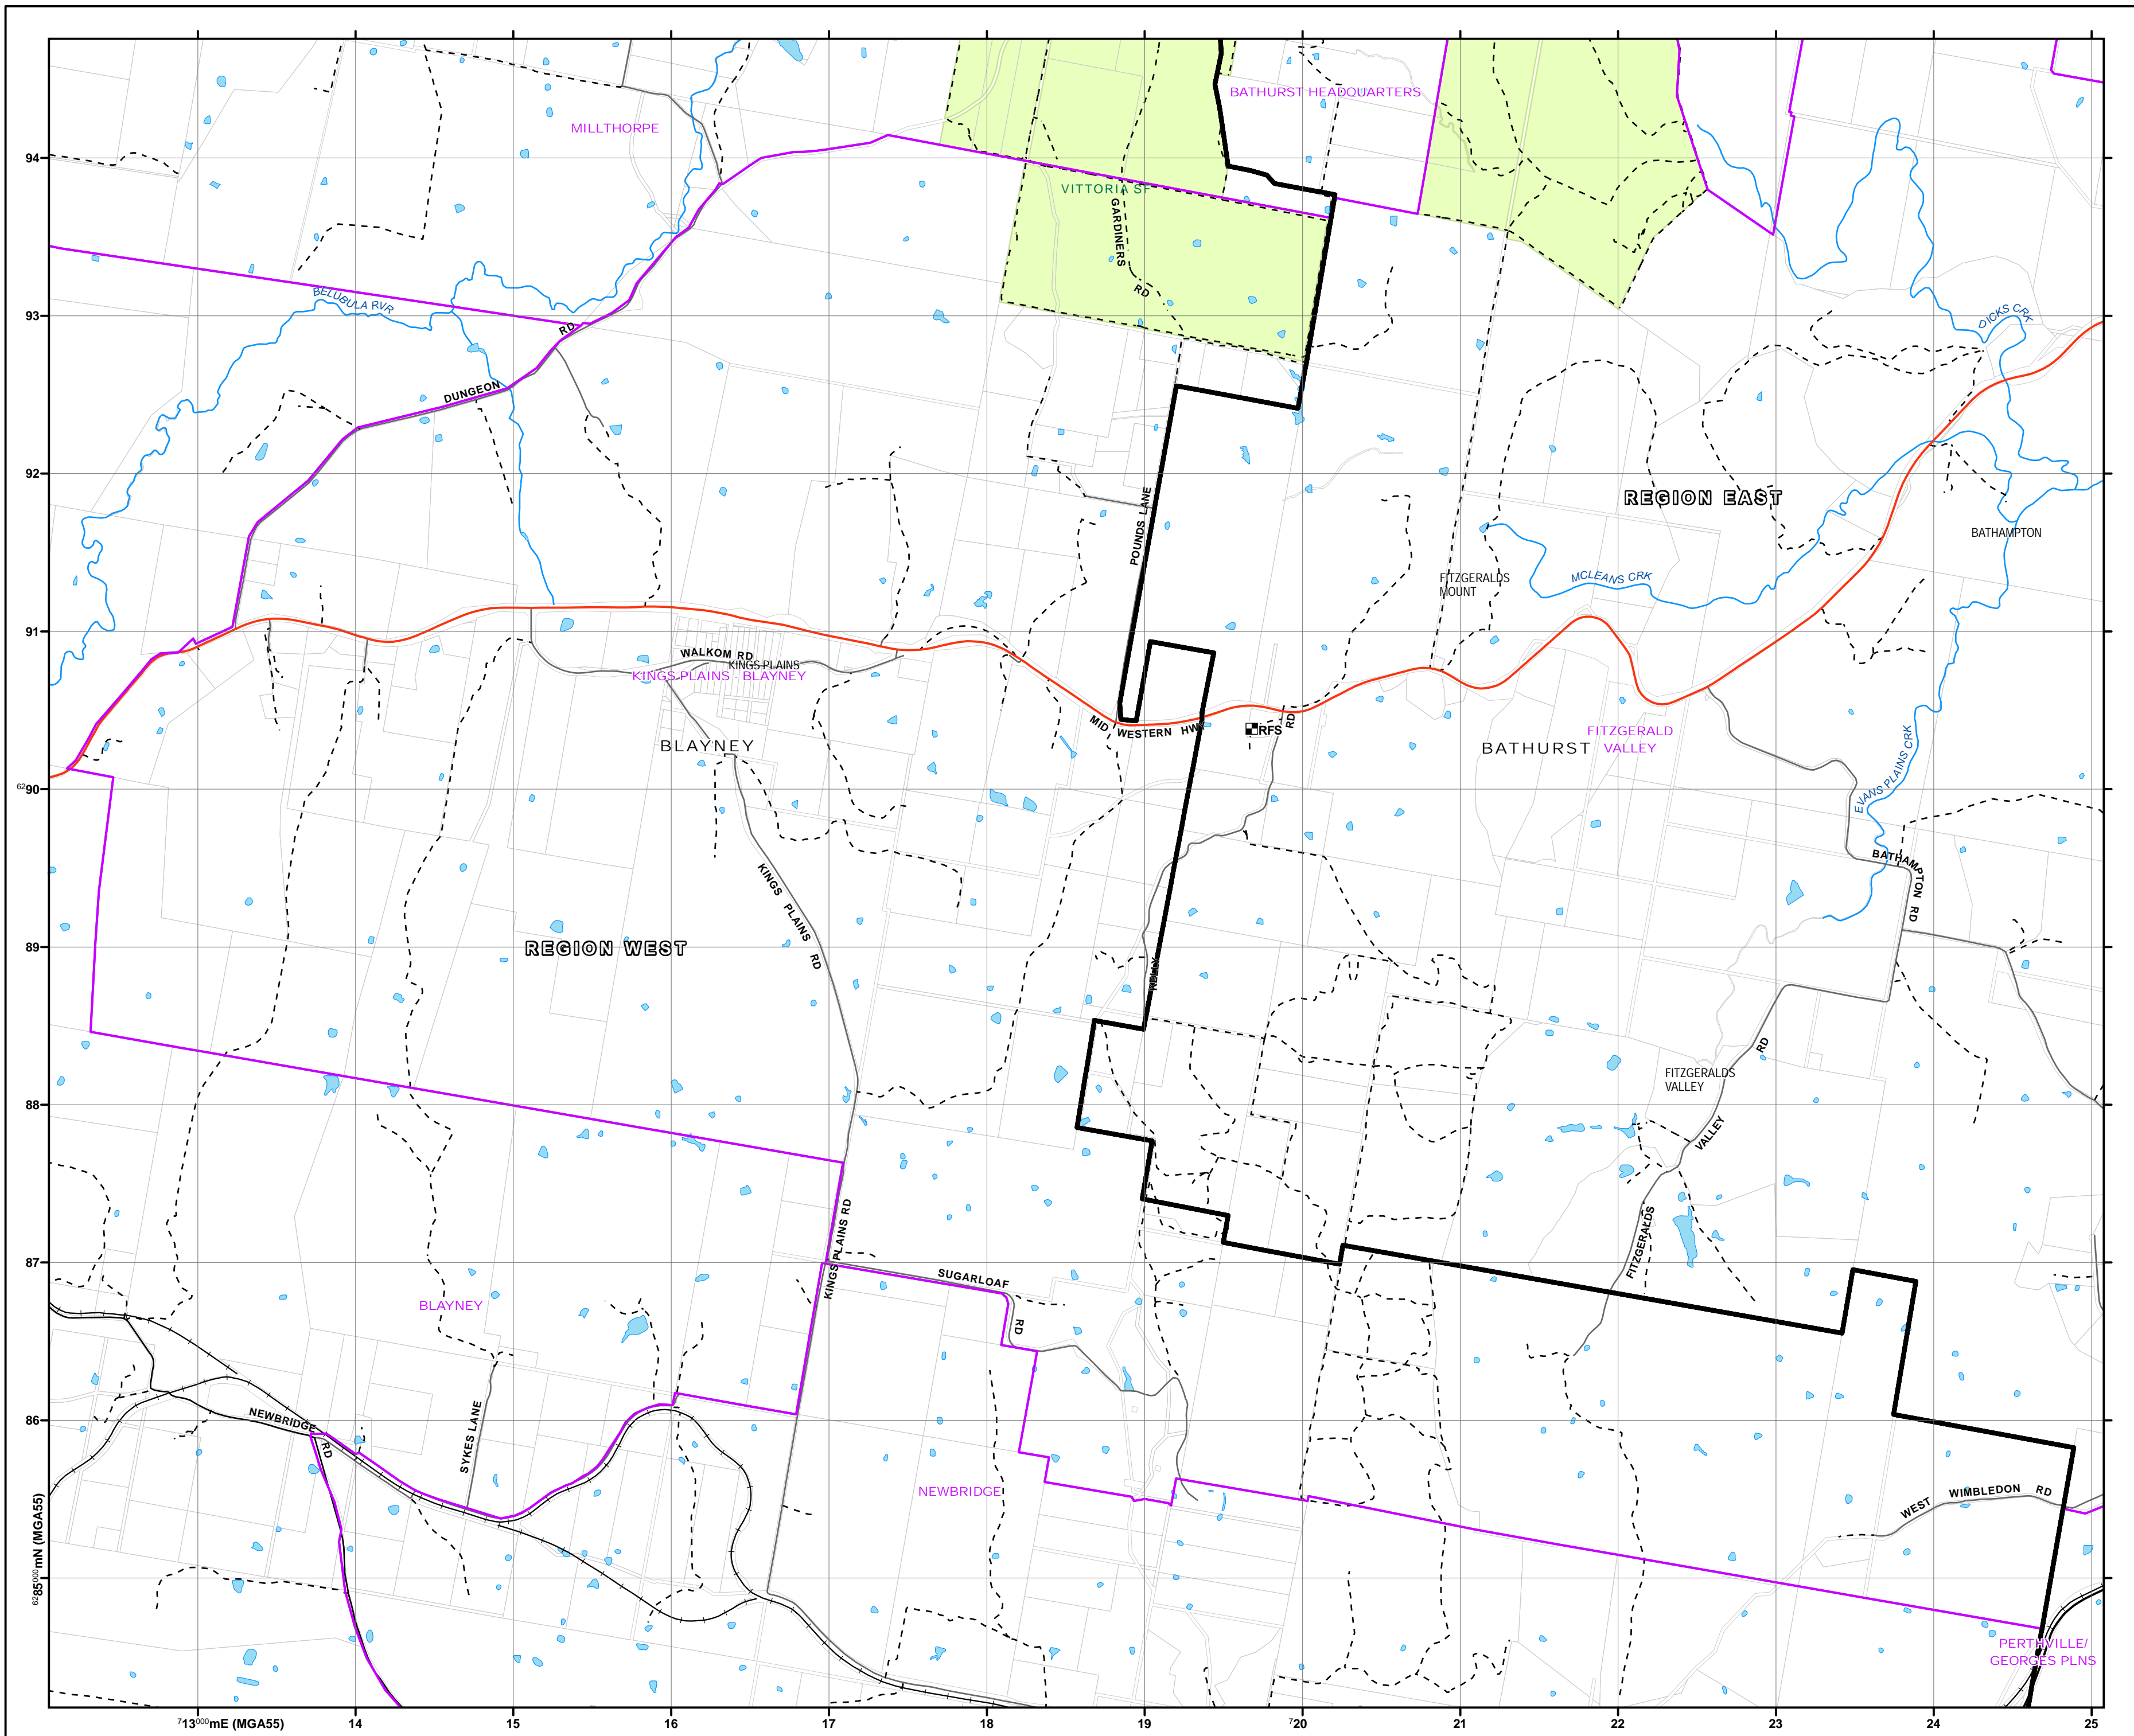 BATHURST HEADQUARTERS
MILLTHORPE
94
VITTORIA SF
GARDINERS
RD
BELUBULA RVR
93
RD
DICKS CRK
DUNGEON
92
POUNDS LANE
REGION EAST
BATHAMPTON
FITZGERALDS
MOUNT
MCLEANS CRK
91
WALKOM RD
KINGS PLAINS
KINGS PLAINS - BLAYNEY
MID WESTERN HWY
RFS
RD
BLAYNEY
BATHURST
FITZGERALD
VALLEY
EVANS PLAINS CRK
6290
BATHAMPTON RD
KINGS PLAINS RD
89
REGION WEST
KELLY
RD
FITZGERALDS
VALLEY
88
VALLEY
KINGS PLAINS RD
FITZGERALDS
87
SUGARLOAF
RD
BLAYNEY
86
NEWBRIDGE
RD
SYKES LANE
NEWBRIDGE
WEST WIMBLEDON RD
6285000mN (MGA55)
PERTHVILLE/
GEORGES PLNS
713000mE (MGA55)
14
15
16
17
18
19
720
21
22
23
24
25